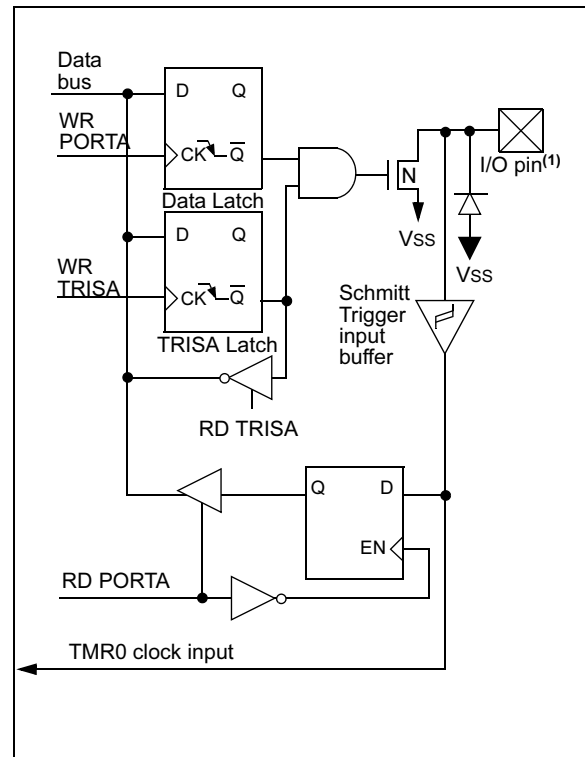 Data
bus
D Q
WR
PORTA
CK Q
N
I/O pin(1)
Data Latch
VSS
VSS
D Q
WR
TRISA
CK Q
Schmitt
Trigger
input
buffer
TRISA Latch
RD TRISA
Q D
EN
RD PORTA
TMR0 clock input